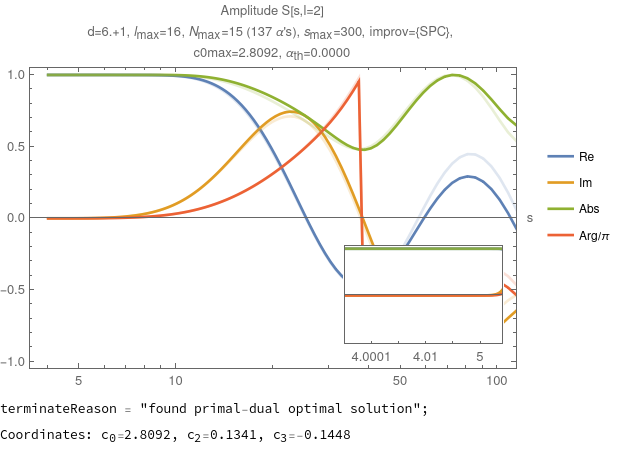 Amplitude S[s,l=2]
d=6.+1, lmax=16, Nmax=15 (137 α's), smax=300, improv={SPC},
c0max=2.8092, αth=0.0000
1.0
0.5
0.0
-0.5
-1.0
5
10
50
100
s
Re
Im
Abs
Arg/π
4.0001
4.01
5
terminateReason = "found primal-dual optimal solution";
Coordinates: c0=2.8092, c2=0.1341, c3=-0.1448